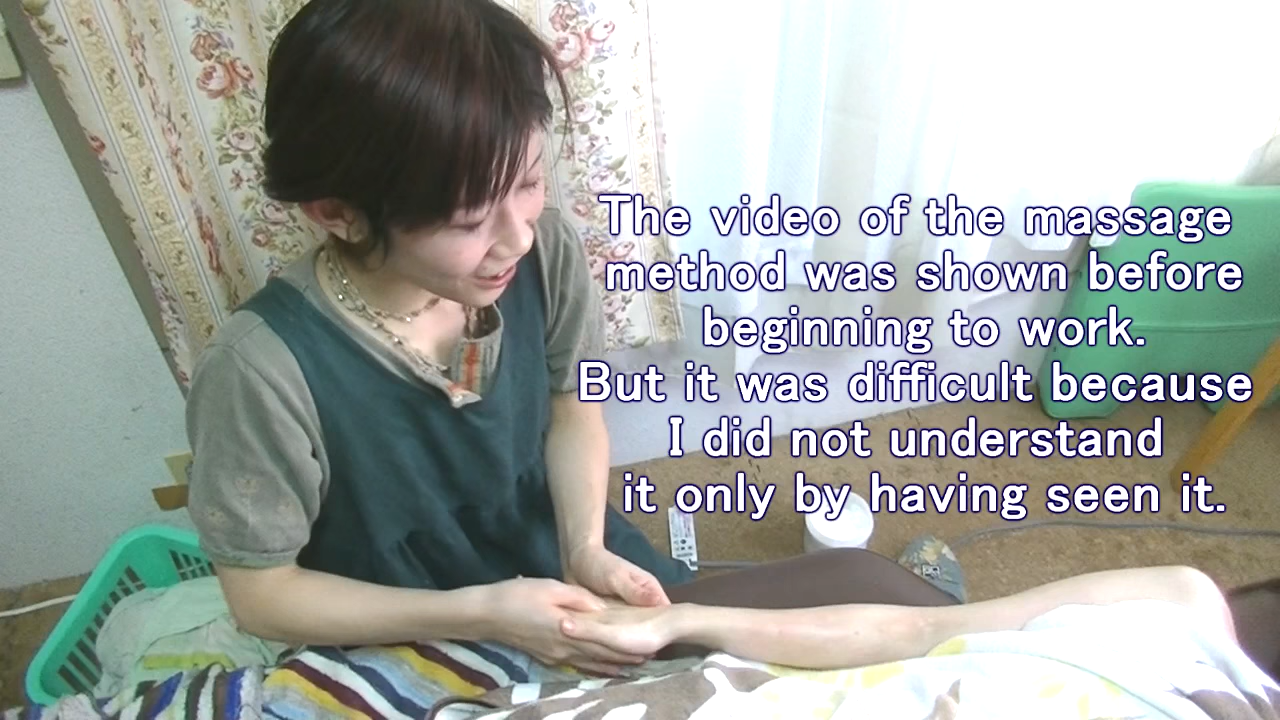 The video of the massage
method was shown before
beginning to work.
But it was difficult because
I did not understand
it only by having seen it.